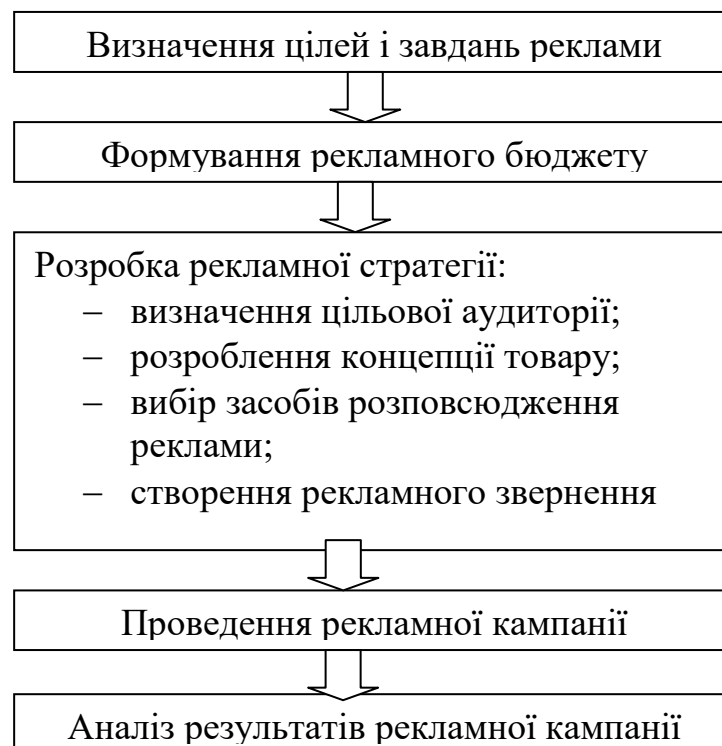 Визначення цілей і завдань реклами
Формування рекламного бюджету
Розробка рекламної стратегії:
– визначення цільової аудиторії;
– розроблення концепції товару;
– вибір засобів розповсюдження
реклами;
– створення рекламного звернення
Проведення рекламної кампанії
Аналіз результатів рекламної кампанії